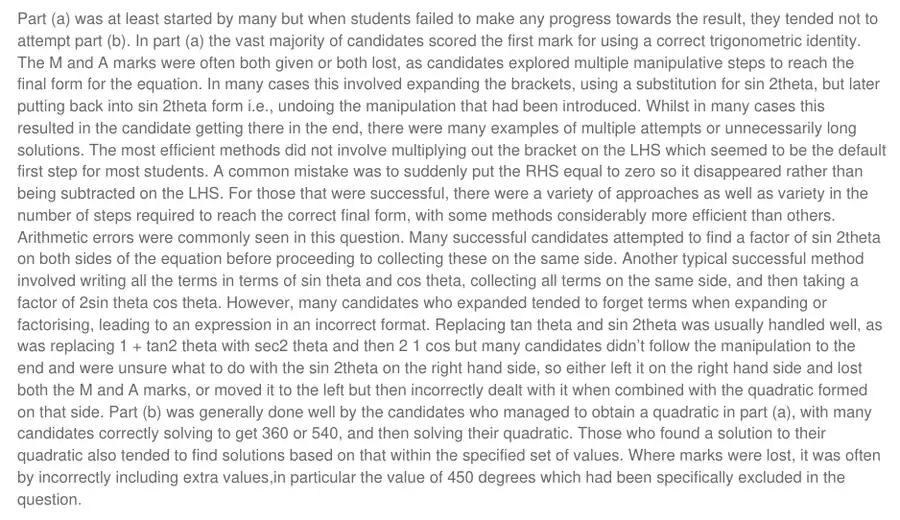 Part (a) was at least started by many but when students failed to make any progress towards the result, they tended not to
attempt part (b). In part (a) the vast majority of candidates scored the first mark for using a correct trigonometric identity.
The M and A marks were often both given or both lost, as candidates explored multiple manipulative steps to reach the
final form for the equation. In many cases this involved expanding the brackets, using a substitution for sin 2theta, but later
putting back into sin 2theta form i.e., undoing the manipulation that had been introduced. Whilst in many cases this
resulted in the candidate getting there in the end, there were many examples of multiple attempts or unnecessarily long
solutions. The most efficient methods did not involve multiplying out the bracket on the LHS which seemed to be the default
first step for most students. A common mistake was to suddenly put the RHS equal to zero so it disappeared rather than
being subtracted on the LHS. For those that were successful, there were a variety of approaches as well as variety in the
number of steps required to reach the correct final form, with some methods considerably more efficient than others.
Arithmetic errors were commonly seen in this question. Many successful candidates attempted to find a factor of sin 2theta
on both sides of the equation before proceeding to collecting these on the same side. Another typical successful method
involved writing all the terms in terms of sin theta and cos theta, collecting all terms on the same side, and then taking a
factor of 2sin theta cos theta. However, many candidates who expanded tended to forget terms when expanding or
factorising, leading to an expression in an incorrect format. Replacing tan theta and sin 2theta was usually handled well, as
was replacing 1 + tan2 theta with sec2 theta and then 2 1 cos but many candidates didn't follow the manipulation to the
end and were unsure what to do with the sin 2theta on the right hand side, so either left it on the right hand side and lost
both the M and A marks, or moved it to the left but then incorrectly dealt with it when combined with the quadratic formed
on that side. Part (b) was generally done well by the candidates who managed to obtain a quadratic in part (a), with many
candidates correctly solving to get 360 or 540, and then solving their quadratic. Those who found a solution to their
quadratic also tended to find solutions based on that within the specified set of values. Where marks were lost, it was often
by incorrectly including extra values,in particular the value of 450 degrees which had been specifically excluded in the
question.